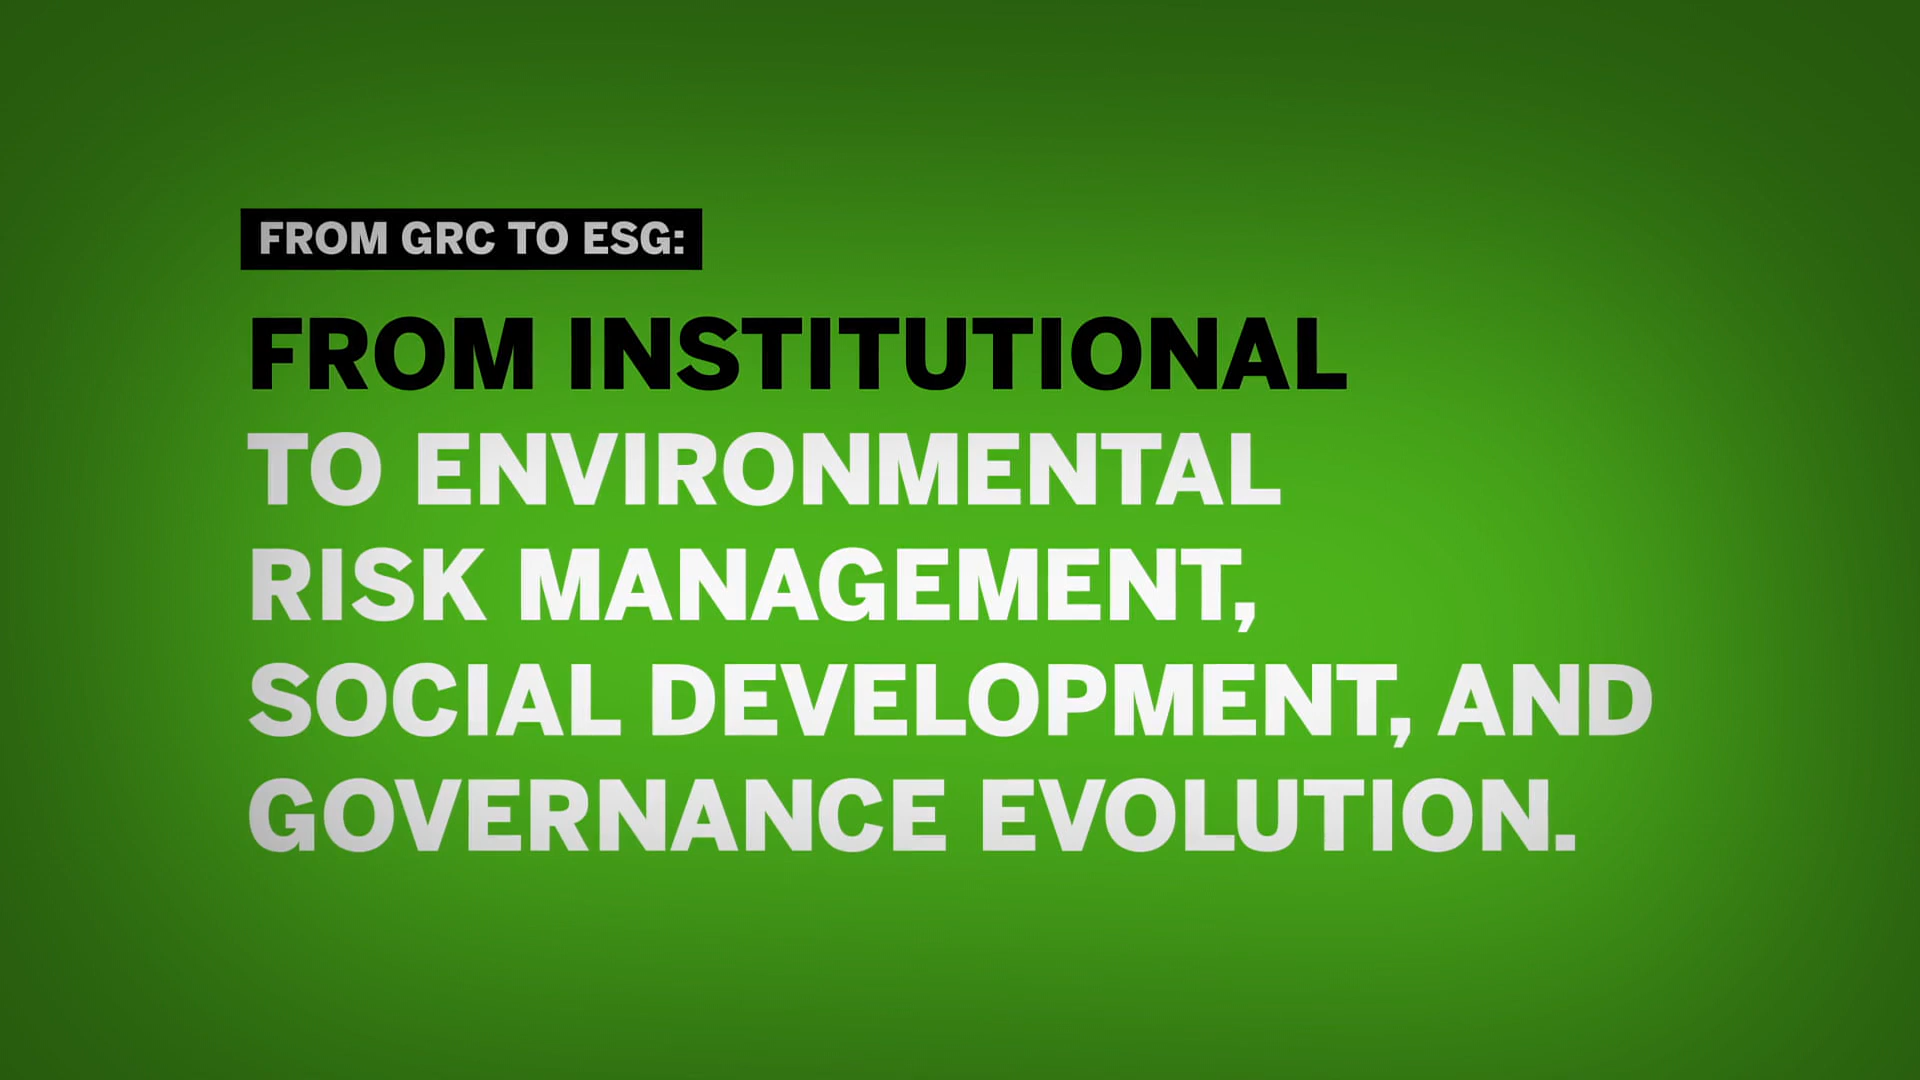 FROM GRC TO ESG:
FROM INSTITUTIONAL
TO ENVIRONMENTAL
RISK MANAGEMENT,
SOCIAL DEVELOPMENT, AND
GOVERNANCE EVOLUTION.